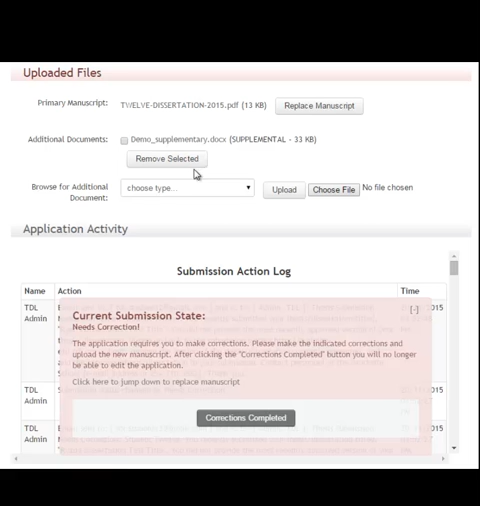 Uploaded Files
Primary Manuscript: TWELVE-DISSERTATION-2015.pdf (13 KB) Replace Manuscript
Additional Documents: Demo_supplementary.docx (SUPPLEMENTAL - 33 KB)
Remove Selected
Browse for Additional Document: choose type... Upload Choose File No file chosen
Application Activity
Submission Action Log
Name Action Time
TDL Admin
[-]
Current Submission State:
Needs Correction!
The application requires you to make corrections. Please make the indicated corrections and
upload the new manuscript. After clicking the "Corrections Completed" button you will no longer
be able to edit the application.
Click here to jump down to replace manuscript
TDL Admin
Corrections Completed
TDL Admin